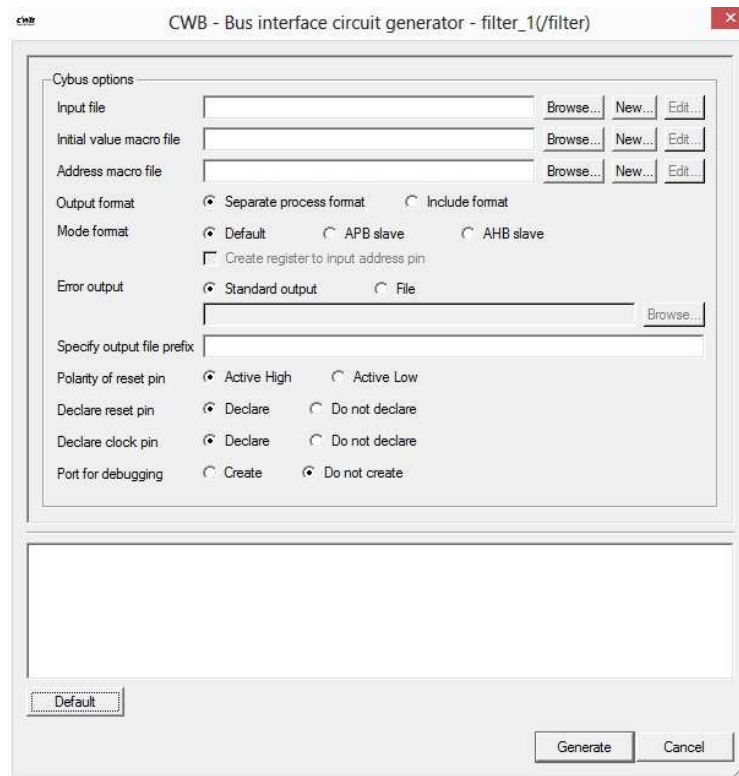 CWB
CWB - Bus interface circuit generator - filter_1(/filter)
Cybus options
Input file Browse... New... Edit...
Initial value macro file Browse... New... Edit...
Address macro file Browse... New... Edit...
Output format Separate process format Include format
Mode format Default APB slave AHB slave
Create register to input address pin
Error output Standard output File
Browse...
Specify output file prefix
Polarity of reset pin Active High Active Low
Declare reset pin Declare Do not declare
Declare clock pin Declare Do not declare
Port for debugging Create Do not create
Default
Generate Cancel